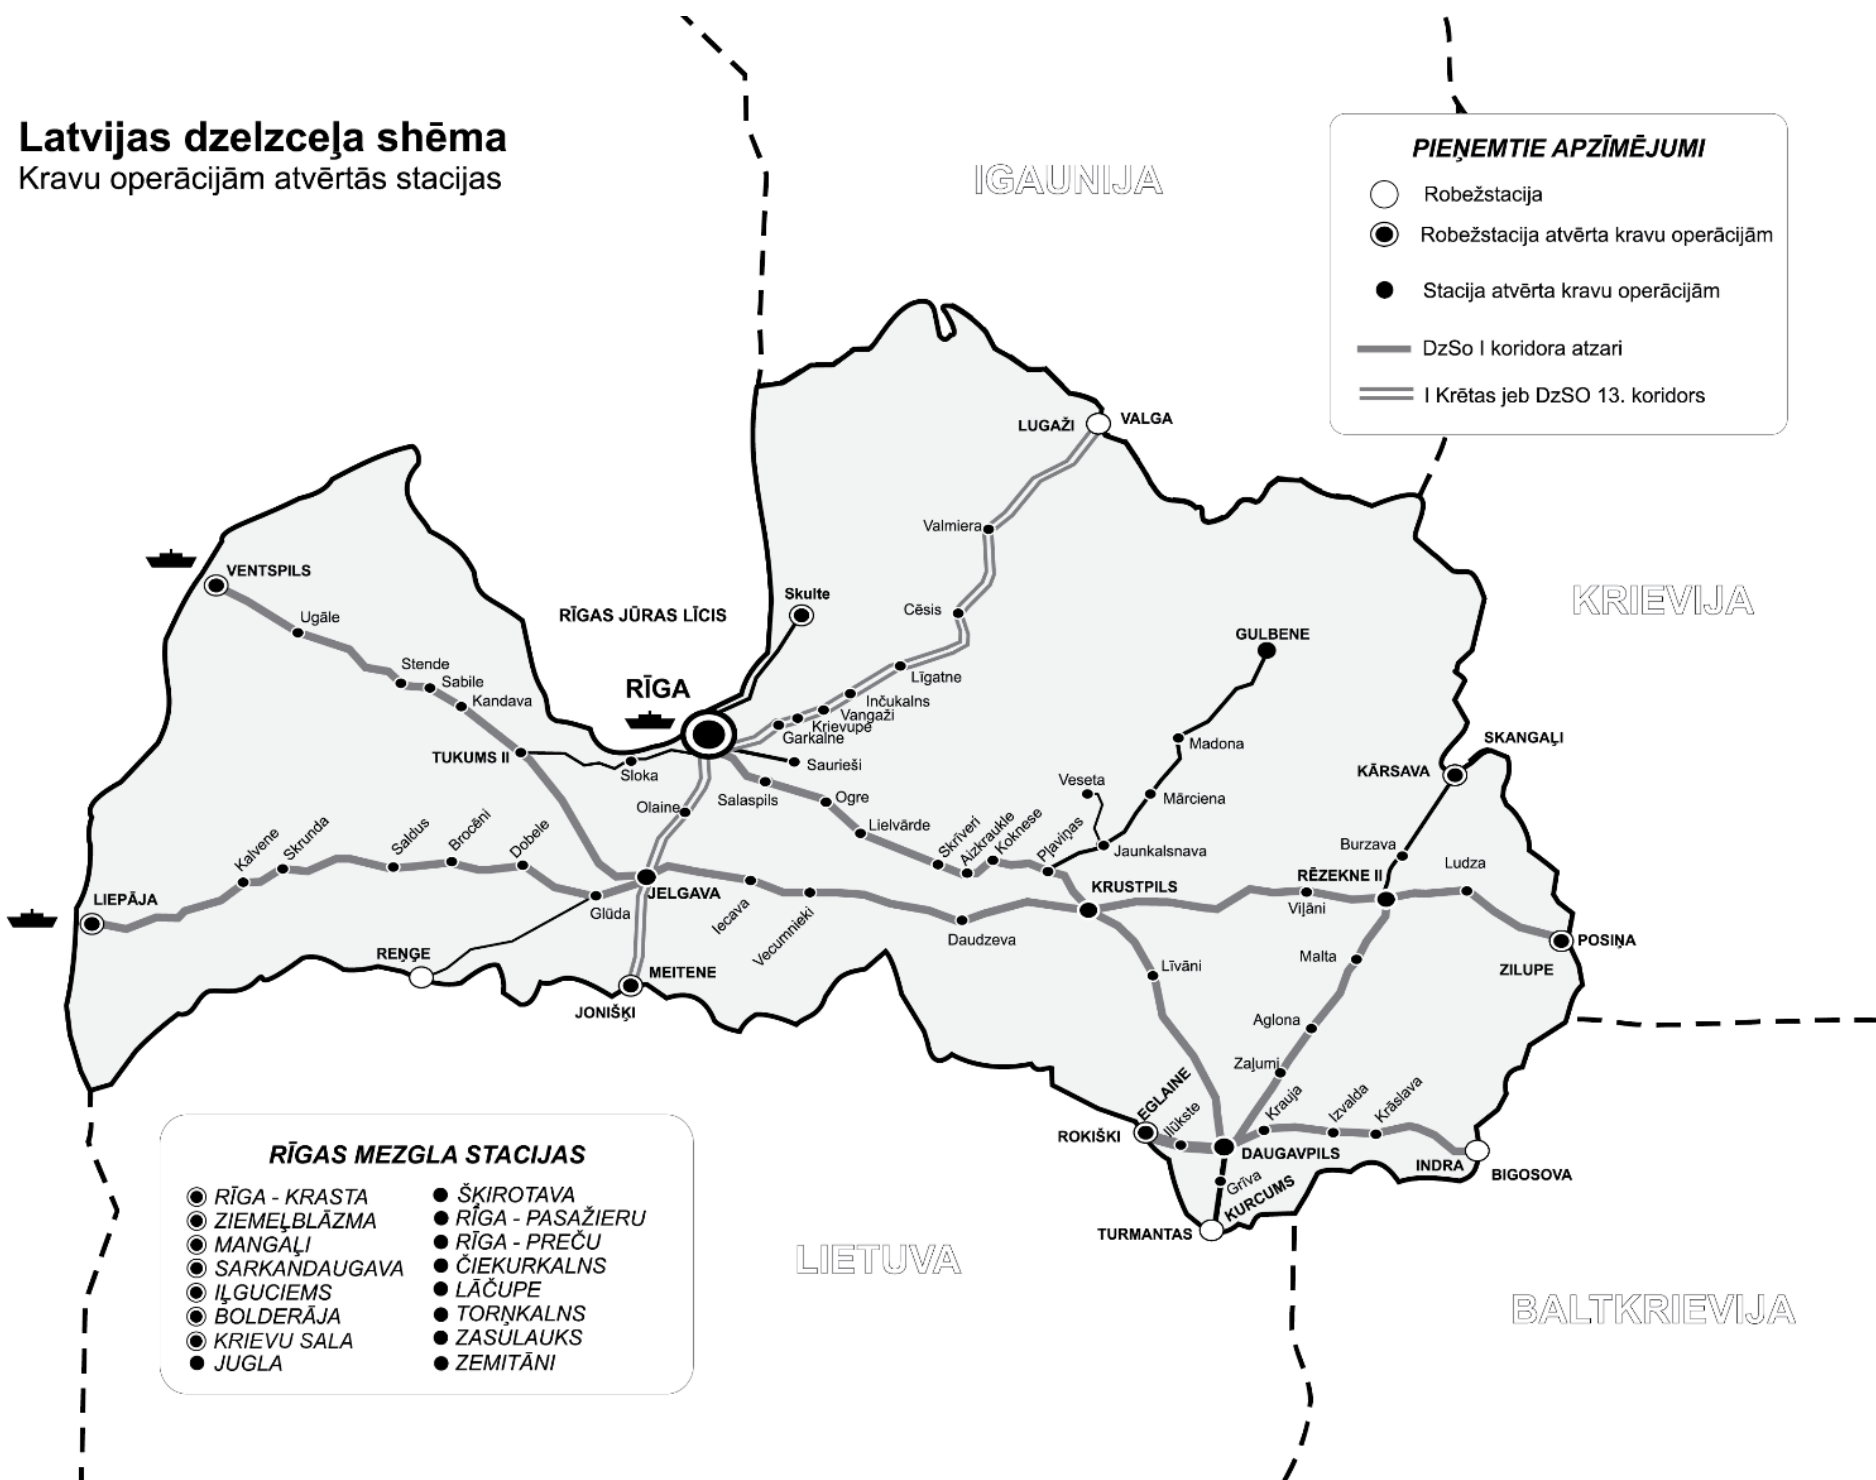 Latvijas dzelzceļa shēma
Kravu operācijām atvērtās stacijas
IGAUNIJA
PIEŅEMTIE APZĪMĒJUMI
Robežstacija
Robežstacija atvērta kravu operācijām
Stacija atvērta kravu operācijām
DzSo I koridora atzari
I Krētas jeb DzSO 13. koridors
LUGAŽI
VALGA
Valmiera
VENTSPILS
Ugāle
RĪGAS JŪRAS LĪCIS
Skulte
Cēsis
KRIEVIJA
GULBENE
Stende
Sabile
Kandava
RĪGA
Līgatne
Inčukalns
Vangaži
Krievupe
Garkalne
TUKUMS II
Sloka
Saurieši
Madona
SKANGAĻI
KĀRSAVA
Olaine
Salaspils
Ogre
Lielvārde
Veseta
Mārciena
Skrīveri
Aizkraukle
Koknese
Pļaviņas
Jaunkalsnava
Burzava
Ludza
Kalvene
Skrunda
Saldus
Brocēni
Dobele
LIEPĀJA
Glūda
JELGAVA
Iecava
Vecumnieki
Daudzeva
KRUSTPILS
RĒZEKNE II
Viļāni
POSIŅA
ZILUPE
REŅĢE
MEITENE
JONIŠĶI
Līvāni
Malta
Aglona
Zaļumi
EGLAINE
ROKIŠKI
Ilūkste
Krauja
Izvalda
Krāslava
DAUGAVPILS
INDRA
BIGOSOVA
Grīva
KURCUMS
TURMANTAS
LIETUVA
BALTKRIEVIJA
RĪGAS MEZGLA STACIJAS
RĪGA - KRASTA
ZIEMEĻBLĀZMA
MANGAĻI
SARKANDAUGAVA
IĻGUCIEMS
BOLDERĀJA
KRIEVU SALA
JUGLA
ŠĶIROTAVA
RĪGA - PASAŽIERU
RĪGA - PREČU
ČIEKURKALNS
LĀČUPE
TORŅKALNS
ZASULAUKS
ZEMITĀNI